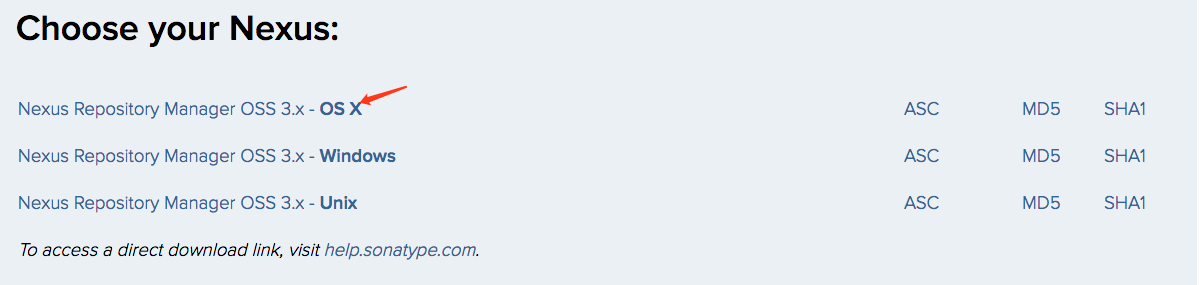 Choose your Nexus:
Nexus Repository Manager OSS 3.x - OS X ASC MD5 SHA1
Nexus Repository Manager OSS 3.x - Windows ASC MD5 SHA1
Nexus Repository Manager OSS 3.x - Unix ASC MD5 SHA1
To access a direct download link, visit help.sonatype.com.